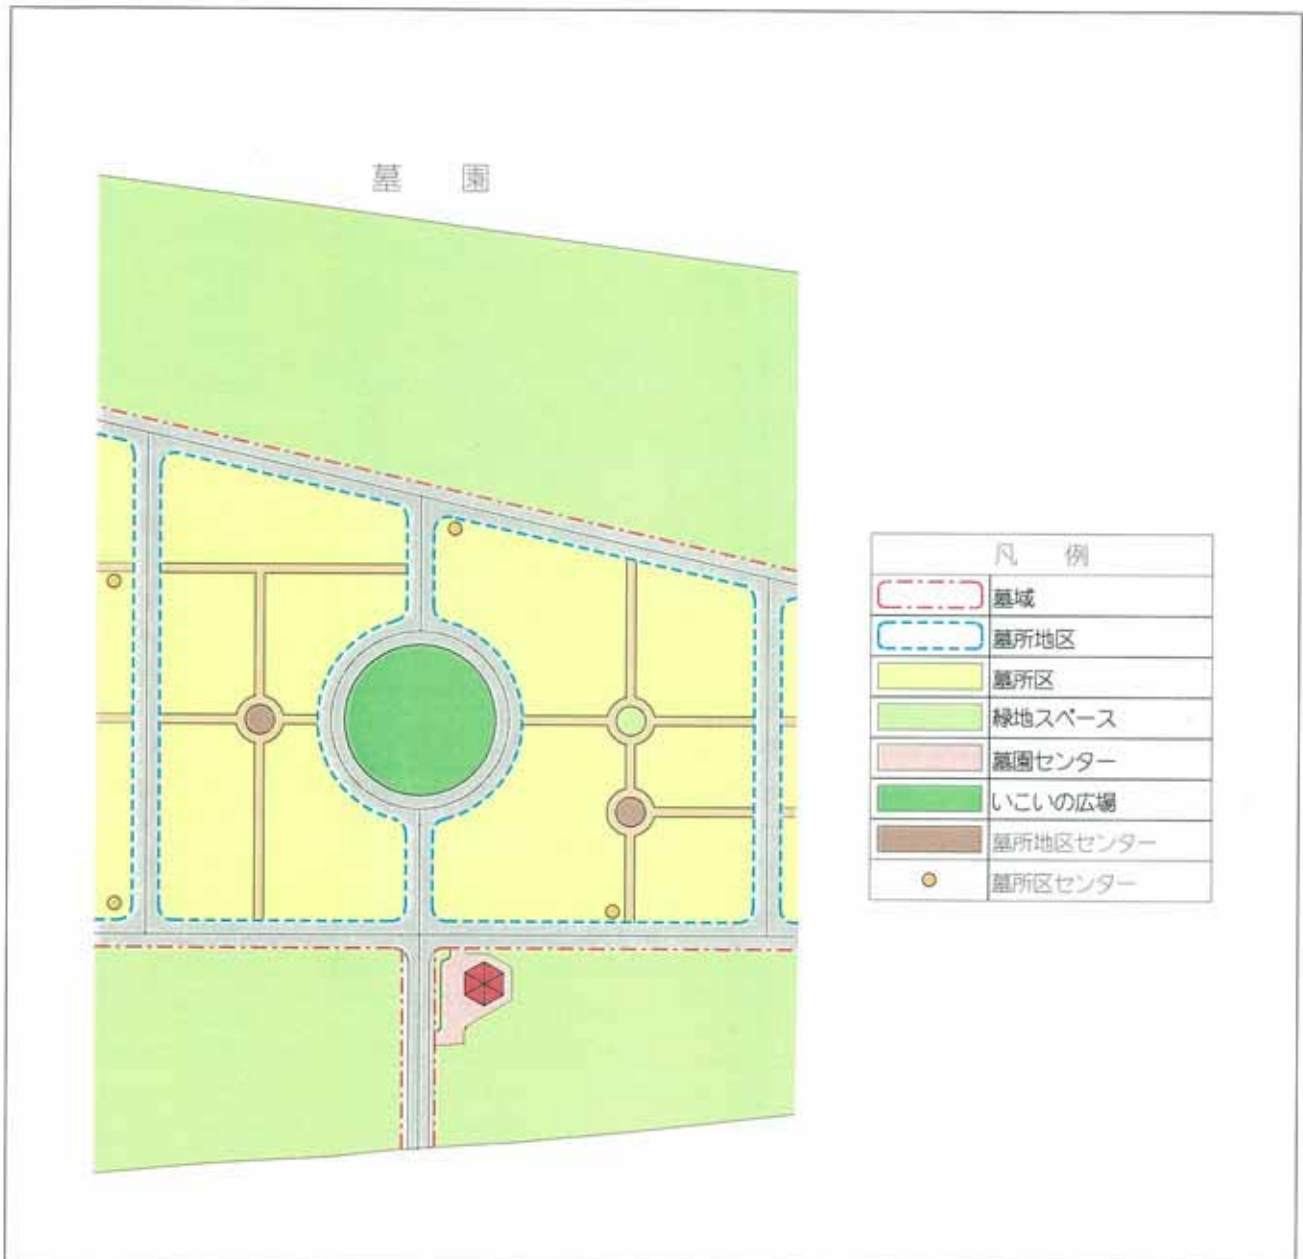 墓園
凡例
墓域
墓所地区
墓所区
緑地スペース
墓園センター
いこいの広場
墓所地区センター
墓所区センター